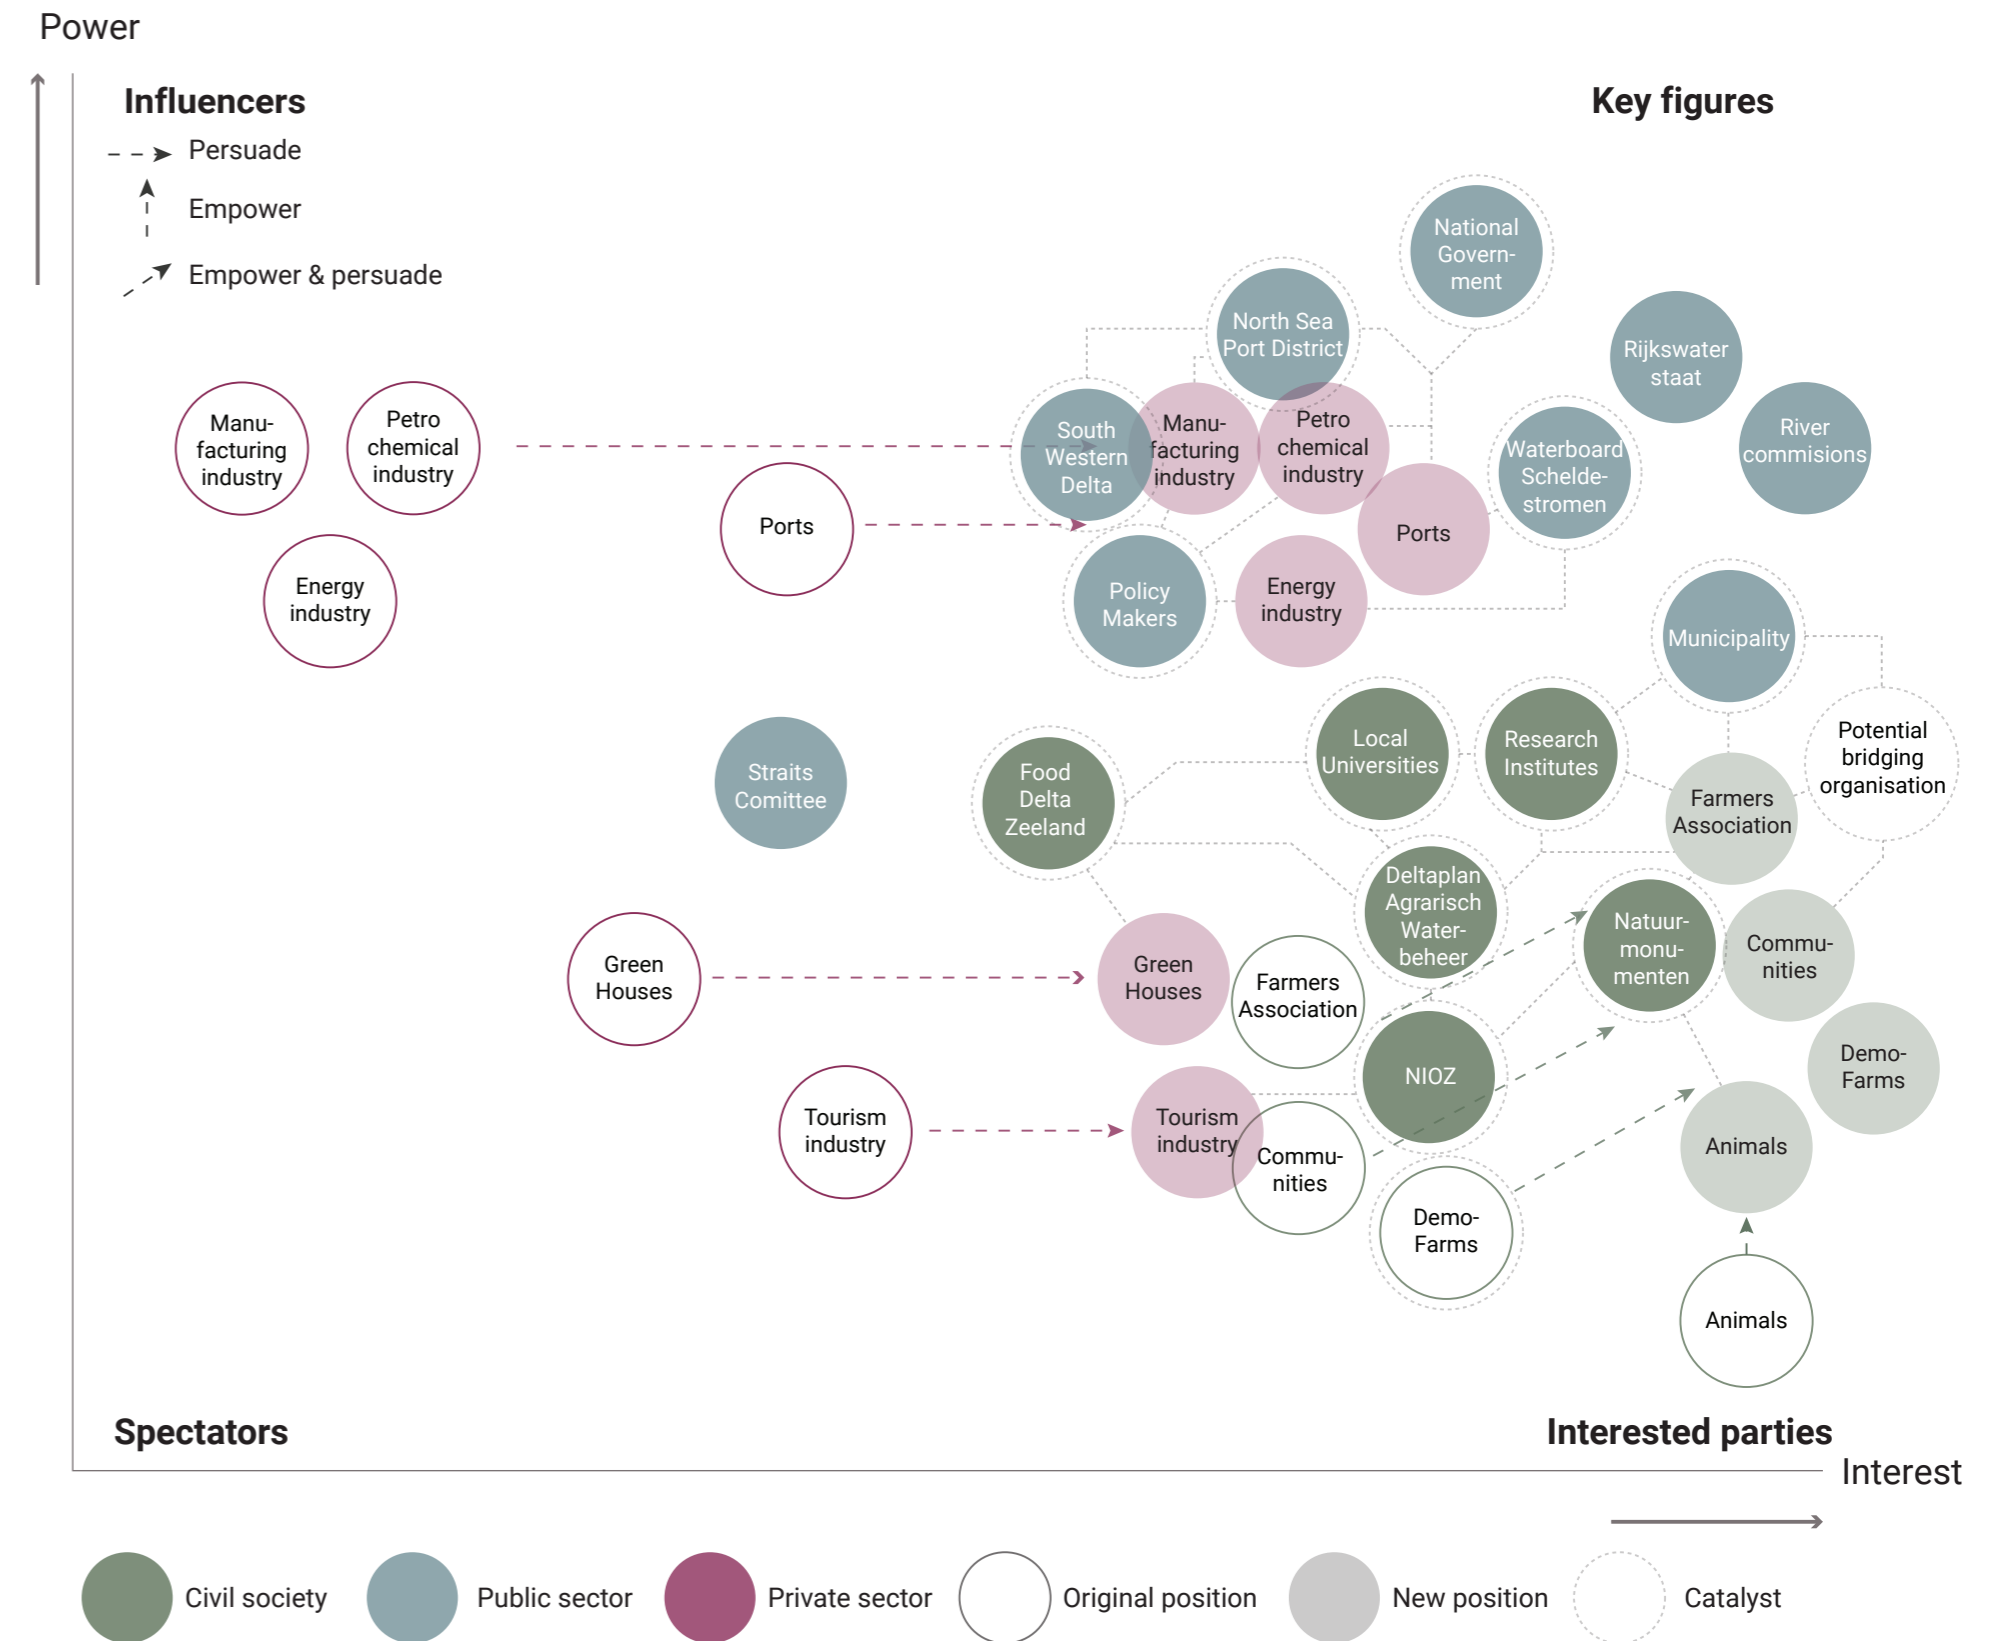 Power
Influencers
Key figures
Persuade
Empower
Empower & persuade
National
Govern-
ment
North Sea
Port District
Rijkswater
staat
River
commisions
Manu-
facturing
industry
Petro
chemical
industry
Energy
industry
Ports
South
Western
Delta
Manu-
facturing
industry
Petro
chemical
industry
Ports
Waterboard
Schelde-
stromen
Policy
Makers
Energy
industry
Municipality
Straits
Comittee
Food
Delta
Zeeland
Local
Universities
Research
Institutes
Potential
bridging
organisation
Farmers
Association
Deltaplan
Agrarisch
Water-
beheer
Natuur-
monu-
menten
Commu-
nities
Green
Houses
Green
Houses
Farmers
Association
NIOZ
Demo-
Farms
Tourism
industry
Tourism
industry
Commu-
nities
Animals
Demo-
Farms
Animals
Spectators
Interested parties
Interest
Civil society
Public sector
Private sector
Original position
New position
Catalyst